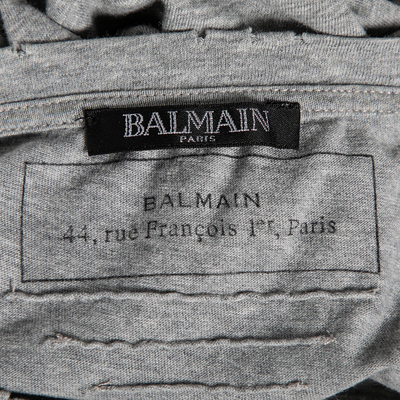 BALMAIN
PARIS
BALMAIN
44, rue François 1er, Paris